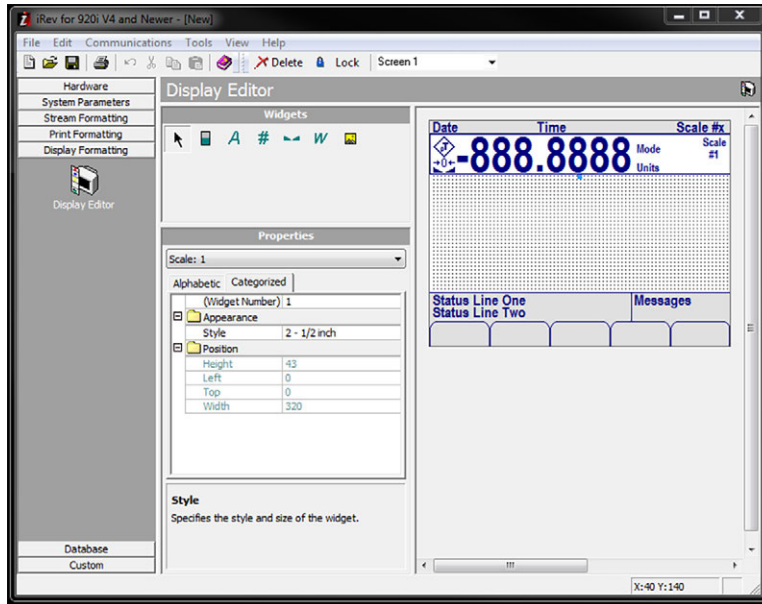 iRev for 920i V4 and Newer - [New]
File Edit Communications Tools View Help
Delete Lock Screen 1
Hardware
System Parameters
Stream Formatting
Print Formatting
Display Formatting
Display Editor
Database
Custom
Display Editor
Widgets
A # W
Properties
Scale: 1
Alphabetic Categorized
(Widget Number) 1
Appearance
Style 2 - 1/2 inch
Position
Height 43
Left 0
Top 0
Width 320
Style
Specifies the style and size of the widget.
Date Time Scale #x
-888.8888 Mode Scale
Units #1
Status Line One Messages
Status Line Two
X:40 Y:140